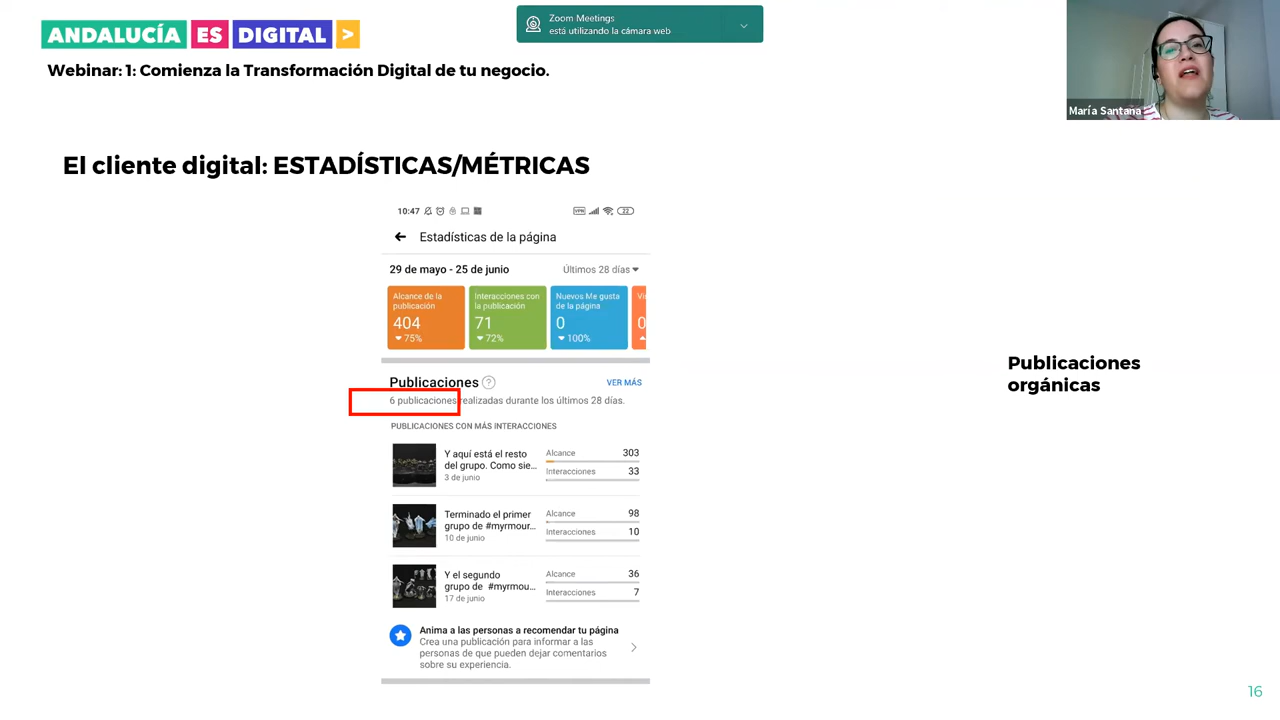 ANDALUCÍA ES DIGITAL >
Zoom Meetings
está utilizando la cámara web
Webinar: 1: Comienza la Transformación Digital de tu negocio.
María Santana
El cliente digital: ESTADÍSTICAS/MÉTRICAS
10:47
VPN
22
Estadísticas de la página
29 de mayo - 25 de junio
Últimos 28 días
Alcance de la
publicación
404
75%
Interacciones con
la publicación
71
72%
Nuevos Me gusta
de la página
0
100%
Vi
0
Publicaciones ?
VER MÁS
6 publicaciones realizadas durante los últimos 28 días.
PUBLICACIONES CON MÁS INTERACCIONES
Y aquí está el resto
del grupo. Como sie...
3 de junio
Alcance 303
Interacciones 33
Terminado el primer
grupo de #myrmour...
10 de junio
Alcance 98
Interacciones 10
Y el segundo
grupo de #myrmou...
17 de junio
Alcance 36
Interacciones 7
Anima a las personas a recomendar tu página
Crea una publicación para informar a las
personas de que pueden dejar comentarios
sobre su experiencia.
Publicaciones
orgánicas
16